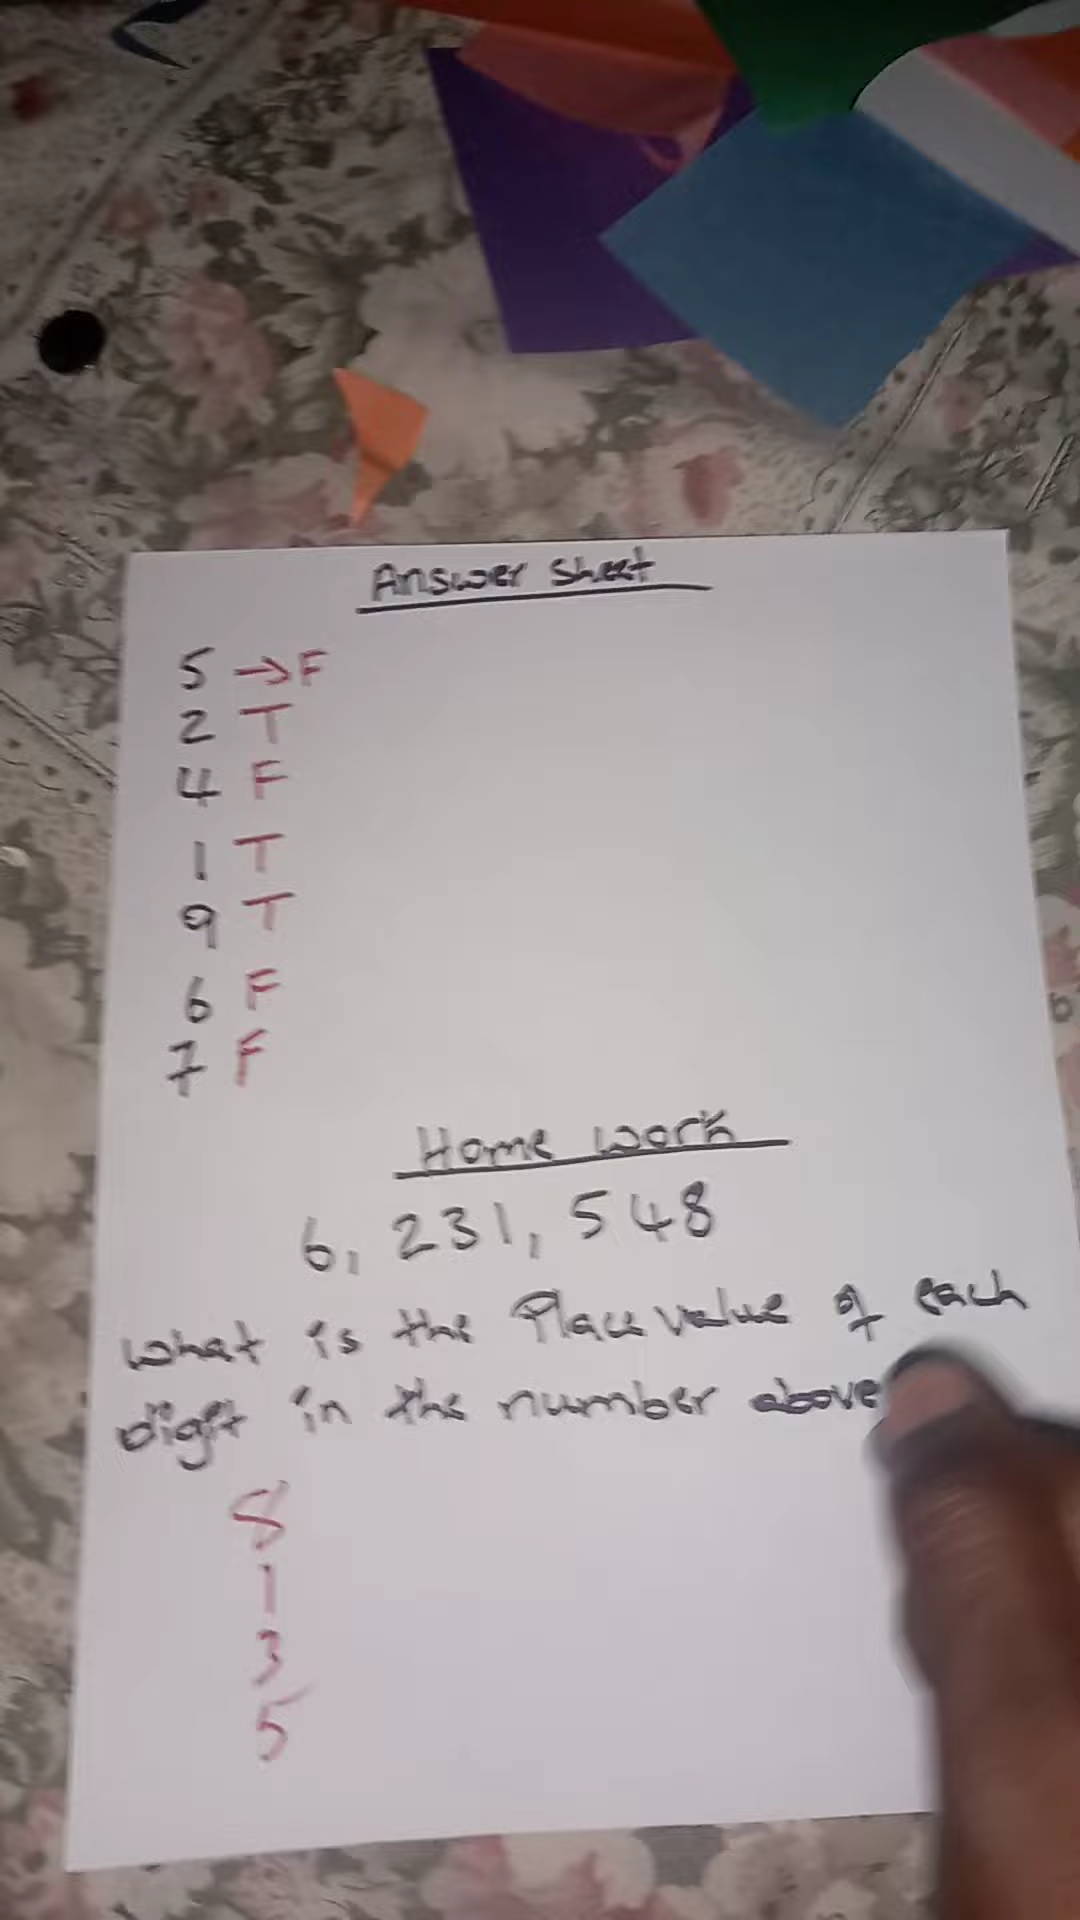 Answer Sheet
5 → F
2 T
4 F
1 T
9 T
6 F
7 F
Home work
6, 231, 548
what is the Place value of each
digit in the number above
8
1
3
5